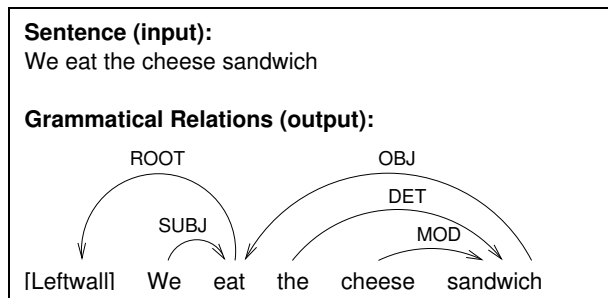 Sentence (input):
We eat the cheese sandwich
Grammatical Relations (output):
ROOT OBJ
DET
SUBJ MOD
[Leftwall] We eat the cheese sandwich